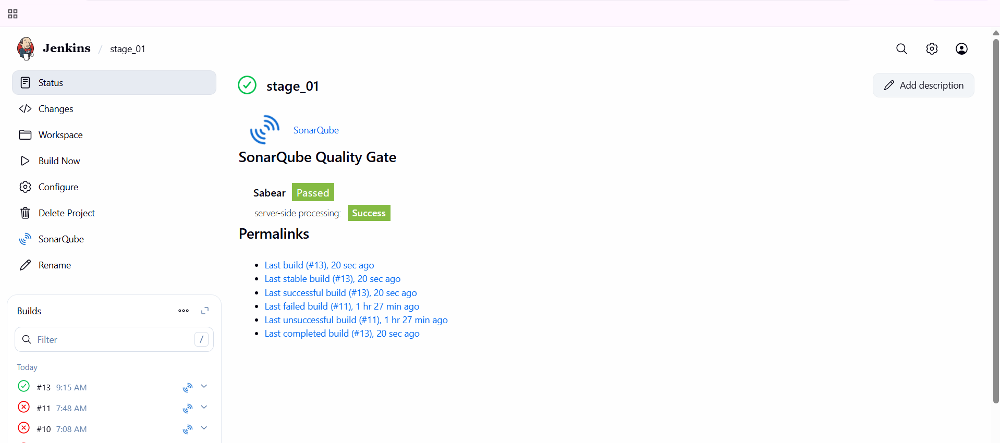 Jenkins / stage_01
Status
Changes
Workspace
Build Now
Configure
Delete Project
SonarQube
Rename
Builds
Filter /
Today
#13 9:15 AM
#11 7:48 AM
#10 7:08 AM
stage_01
Add description
SonarQube
SonarQube Quality Gate
Sabear Passed
server-side processing: Success
Permalinks
Last build (#13), 20 sec ago
Last stable build (#13), 20 sec ago
Last successful build (#13), 20 sec ago
Last failed build (#11), 1 hr 27 min ago
Last unsuccessful build (#11), 1 hr 27 min ago
Last completed build (#13), 20 sec ago